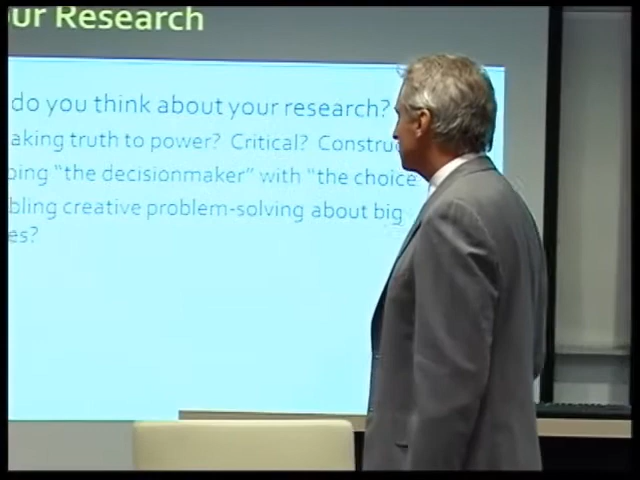 ur Research
do you think about your research?
aking truth to power? Critical? Constru
ping "the decisionmaker" with "the choice
bling creative problem-solving about big
es?